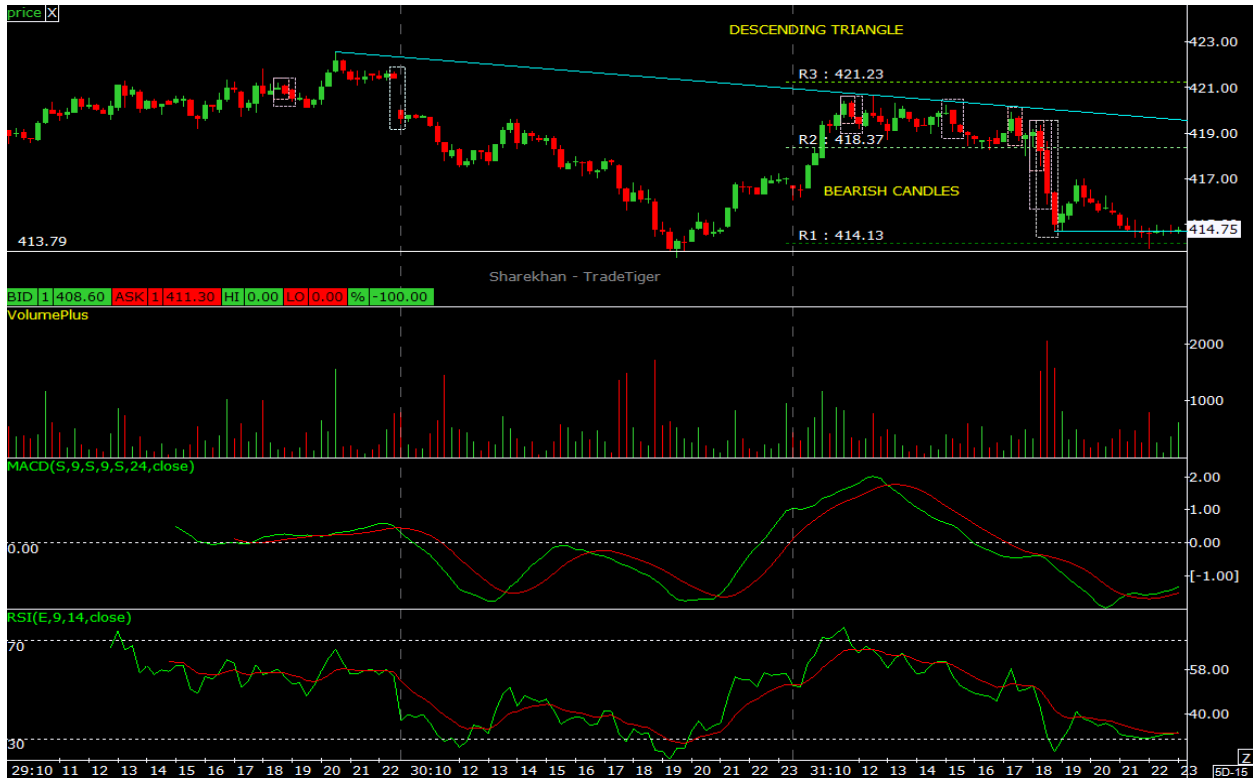 price X
DESCENDING TRIANGLE
423.00
R3 : 421.23
421.00
419.00
R2 : 418.37
417.00
BEARISH CANDLES
414.75
R1 : 414.13
413.79
Sharekhan - TradeTiger
BID 1 408.60 ASK 1 411.30 HI 0.00 LO 0.00 % -100.00
VolumePlus
2000
1000
MACD(S,9,S,9,S,24,close)
2.00
1.00
0.00 0.00
[-1.00]
RSI(E,9,14,close)
70
58.00
40.00
30
Z
29:10 11 12 13 14 15 16 17 18 19 20 21 22 30:10 12 13 14 15 16 17 18 19 20 21 22 23 31:10 12 13 14 15 16 17 18 19 20 21 22 23